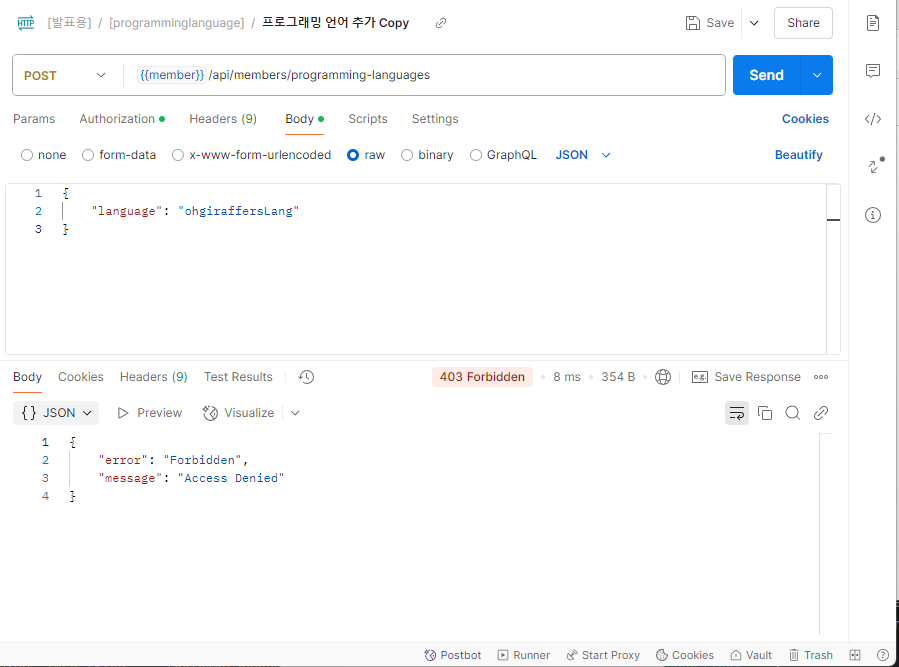 HTTP [발표용] / [programminglanguage] / 프로그래밍 언어 추가 Copy Save Share
POST {{member}} /api/members/programming-languages Send
Params Authorization Headers (9) Body Scripts Settings Cookies
none form-data x-www-form-urlencoded raw binary GraphQL JSON Beautify
1 {
2 "language": "ohgiraffersLang"
3 }
Body Cookies Headers (9) Test Results 403 Forbidden • 8 ms • 354 B • e.g. Save Response
{} JSON Preview Visualize
1 {
2 "error": "Forbidden",
3 "message": "Access Denied"
4 }
Postbot Runner Start Proxy Cookies Vault Trash